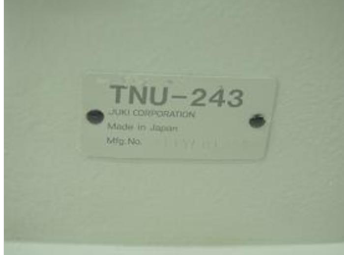 TNU-243
JUKI CORPORATION
Made in Japan
Mfg.No.